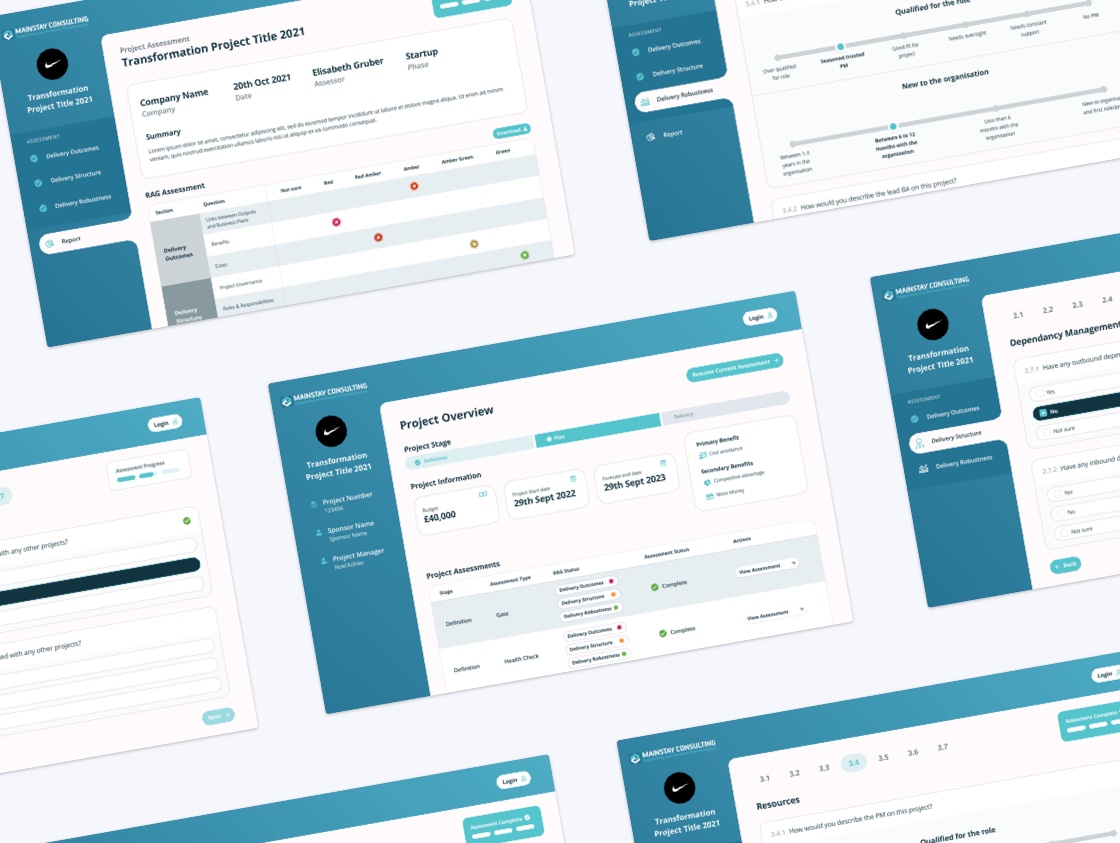 MAINSTAY CONSULTING
Transformation
Project Title 2021
ASSESSMENT
Delivery Outcomes
Delivery Structure
Delivery Robustness
Report
Project Assessment
Transformation Project Title 2021
Company Name
Company
20th Oct 2021
Date
Elisabeth Gruber
Assessor
Startup
Phase
Summary
Lorem ipsum dolor sit amet, consectetur adipiscing elit, sed do eiusmod tempor incididunt ut labore et dolore magna aliqua. Ut enim ad minim
veniam, quis nostrud exercitation ullamco laboris nisi ut aliquip ex ea commodo consequat.
Download
RAG Assessment
Section
Question
Not sure
Red
Red Amber
Amber
Amber Green
Green
Delivery
Outcomes
Links between Outputs
and Business Plans
Benefits
Costs
Project Governance
Delivery
Structure
Roles & Responsibilities
ASSESSMENT
Delivery Outcomes
Delivery Structure
Delivery Robustness
Report
3.4.1
Qualified for the role
Over qualified
for role
Seasoned trusted
PM
Good fit for
project
Needs oversight
Needs constant
support
No PM
New to the organisation
years in the
organisation
Between 6 to 12
months with the
organisation
Less than 6
months with the
organisation
3.4.2 How would you describe the lead BA on this project?
Login
Assessment Progress
with any other projects?
with any other projects?
Next
MAINSTAY CONSULTING
Login
Transformation
Project Title 2021
Project Number
123456
Sponsor Name
Sponsor Name
Project Manager
Noel Kohler
Project Overview
Resume Current Assessment
Project Stage
Definition
Plan
Delivery
Project Information
Budget
£40,000
Project Start date
29th Sept 2022
Forecast end date
29th Sept 2023
Primary Benefit
Cost avoidance
Secondary Benefits
Competitive advantage
More Money
Project Assessments
Stage
Assessment Type
RAG Status
Assessment Status
Actions
Definition
Gate
Delivery Outcomes
Delivery Structure
Delivery Robustness
Complete
View Assessment
Definition
Health Check
Delivery Outcomes
Delivery Structure
Delivery Robustness
Complete
View Assessment
MAINSTAY CONSULTING
Transformation
Project Title 2021
ASSESSMENT
Delivery Outcomes
Delivery Structure
Delivery Robustness
2.1
2.2
2.3
2.4
Dependancy Management
2.7.1 Have any outbound
Yes
No
Not sure
2.7.2 Have any inbound
Yes
No
Not sure
Back
Login
Assessment Complete
MAINSTAY CONSULTING
Login
Assessment Complete
Transformation
Project Title 2021
3.1
3.2
3.3
3.4
3.5
3.6
3.7
Resources
3.4.1 How would you describe the PM on this project?
Qualified for the role